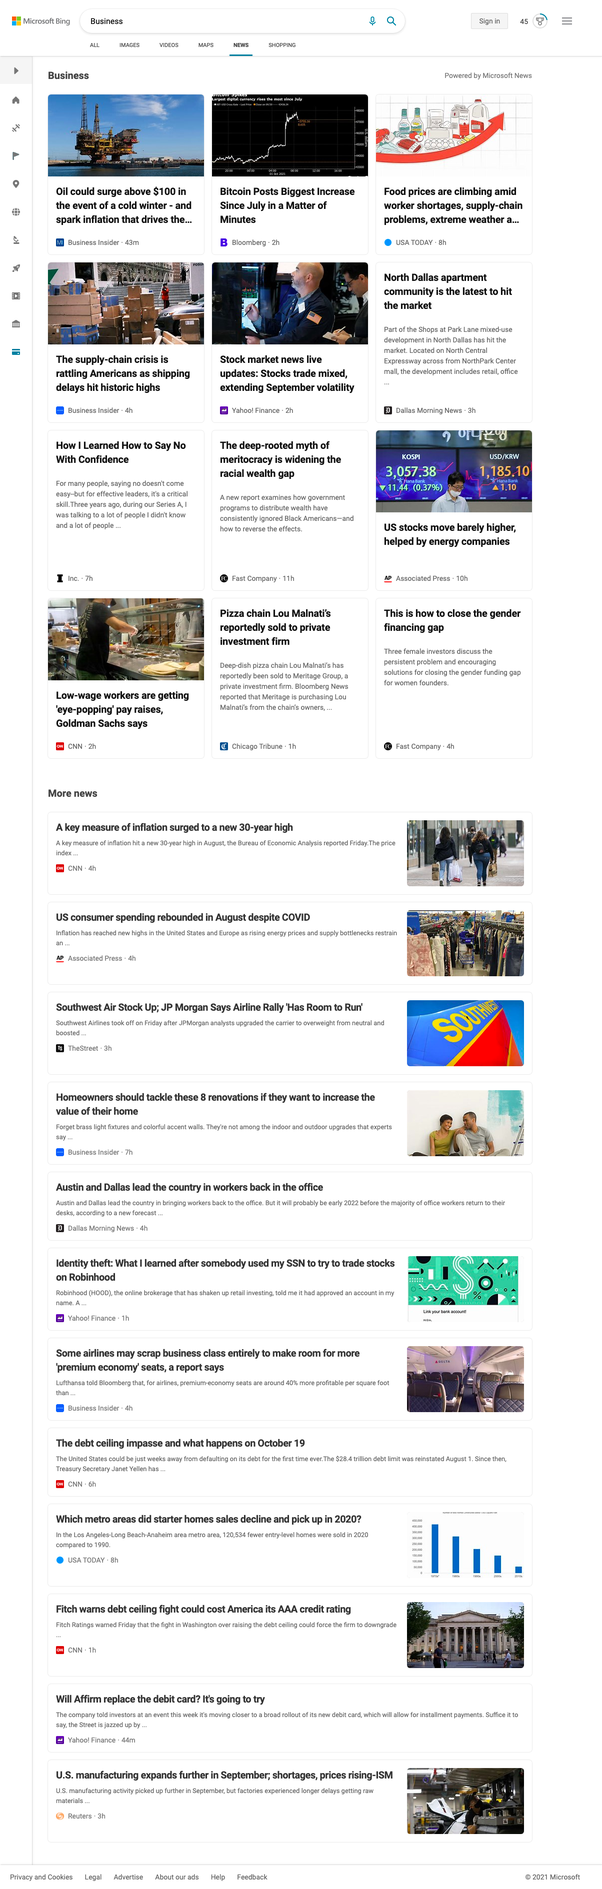 Microsoft Bing
Business
Sign in
45
ALL
IMAGES
VIDEOS
MAPS
NEWS
SHOPPING
Business
Powered by Microsoft News
Oil could surge above $100 in
the event of a cold winter - and
spark inflation that drives the...
Business Insider · 43m
Bitcoin Posts Biggest Increase
Since July in a Matter of
Minutes
Bloomberg · 2h
Food prices are climbing amid
worker shortages, supply-chain
problems, extreme weather a...
USA TODAY · 8h
The supply-chain crisis is
rattling Americans as shipping
delays hit historic highs
Business Insider · 4h
Stock market news live
updates: Stocks trade mixed,
extending September volatility
Yahoo! Finance · 2h
North Dallas apartment
community is the latest to hit
the market
Part of the Shops at Park Lane mixed-use
development in North Dallas has hit the
market. Located on North Central
Expressway across from NorthPark Center
mall, the development includes retail, office
...
Dallas Morning News · 3h
How I Learned How to Say No
With Confidence
For many people, saying no doesn't come
easy–but for effective leaders, it's a critical
skill.Three years ago, during our Series A, I
was talking to a lot of people I didn't know
and a lot of people ...
Inc. · 7h
The deep-rooted myth of
meritocracy is widening the
racial wealth gap
A new report examines how government
programs to distribute wealth have
consistently ignored Black Americans—and
how to reverse the effects.
Fast Company · 11h
KOSPI
USD/KRW
3,057.38
1,185.10
▼11.44 (0.37%)
▲1.10
US stocks move barely higher,
helped by energy companies
AP
Associated Press · 10h
Low-wage workers are getting
'eye-popping' pay raises,
Goldman Sachs says
CNN · 2h
Pizza chain Lou Malnati's
reportedly sold to private
investment firm
Deep-dish pizza chain Lou Malnati's has
reportedly been sold to Meritage Group, a
private investment firm. Bloomberg News
reported that Meritage is purchasing Lou
Malnati's from the chain's owners, ...
Chicago Tribune · 1h
This is how to close the gender
financing gap
Three female investors discuss the
persistent problem and encouraging
solutions for closing the gender funding gap
for women founders.
Fast Company · 4h
More news
A key measure of inflation surged to a new 30-year high
A key measure of inflation hit a new 30-year high in August, the Bureau of Economic Analysis reported Friday.The price
index ...
CNN · 4h
US consumer spending rebounded in August despite COVID
Inflation has reached new highs in the United States and Europe as rising energy prices and supply bottlenecks restrain
an ...
AP
Associated Press · 4h
Southwest Air Stock Up; JP Morgan Says Airline Rally 'Has Room to Run'
Southwest Airlines took off on Friday after JPMorgan analysts upgraded the carrier to overweight from neutral and
boosted ...
TheStreet · 3h
SOUTHWEST
Homeowners should tackle these 8 renovations if they want to increase the
value of their home
Forget brass light fixtures and colorful accent walls. They're not among the indoor and outdoor upgrades that experts
say ...
Business Insider · 7h
Austin and Dallas lead the country in workers back in the office
Austin and Dallas lead the country in bringing workers back to the office. But it will probably be early 2022 before the majority of office workers return to their
desks, according to a new forecast ...
Dallas Morning News · 4h
Identity theft: What I learned after somebody used my SSN to try to trade stocks
on Robinhood
Robinhood (HOOD), the online brokerage that has shaken up retail investing, told me it had approved an account in my
name. A ...
Yahoo! Finance · 1h
Link your bank account!
Some airlines may scrap business class entirely to make room for more
'premium economy' seats, a report says
Lufthansa told Bloomberg that, for airlines, premium-economy seats are around 40% more profitable per square foot
than ...
Business Insider · 4h
The debt ceiling impasse and what happens on October 19
The United States could be just weeks away from defaulting on its debt for the first time ever.The $28.4 trillion debt limit was reinstated August 1. Since then,
Treasury Secretary Janet Yellen has ...
CNN · 6h
Which metro areas did starter homes sales decline and pick up in 2020?
In the Los Angeles-Long Beach-Anaheim area metro area, 120,534 fewer entry-level homes were sold in 2020
compared to 1990.
USA TODAY · 8h
Fitch warns debt ceiling fight could cost America its AAA credit rating
Fitch Ratings warned Friday that the fight in Washington over raising the debt ceiling could force the firm to downgrade
...
CNN · 1h
Will Affirm replace the debit card? It's going to try
The company told investors at an event this week it's moving closer to a broad rollout of its new debit card, which will allow for installment payments. Suffice it to
say, the Street is jazzed up by ...
Yahoo! Finance · 44m
U.S. manufacturing expands further in September; shortages, prices rising-ISM
U.S. manufacturing activity picked up further in September, but factories experienced longer delays getting raw
materials ...
Reuters · 3h
Privacy and Cookies
Legal
Advertise
About our ads
Help
Feedback
© 2021 Microsoft